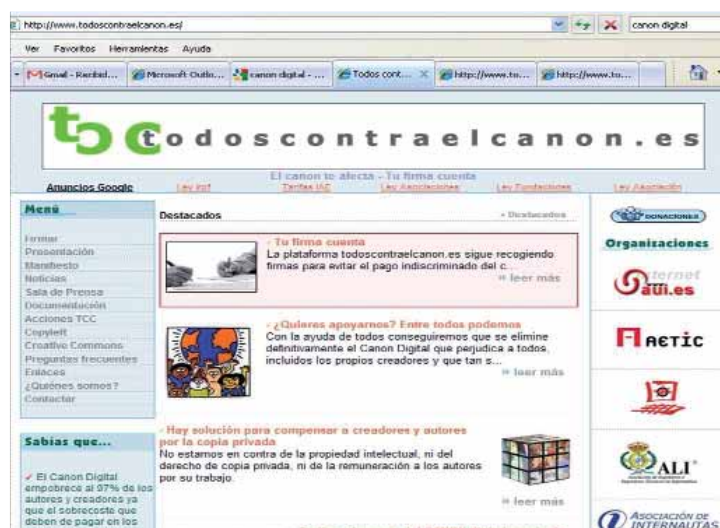 http://www.todoscontraelcanon.es/
canon digital
Ver Favoritos Herramientas Ayuda
Gmail - Recibid...
Microsoft Outlo...
canon digital - ...
Todos cont...
http://www.to...
http://www.to...
tcc todoscontraelcanon.es
El canon te afecta - Tu firma cuenta
Anuncios Google Ley Tarifas IAE Ley Asociaciones Ley Fundaciones Ley Asociación
Menú
Firmar
Presentación
Manifiesto
Noticias
Sala de Prensa
Documentación
Acciones TCC
Copyleft
Creative Commons
Preguntas frecuentes
Enlaces
¿Quiénes somos?
Contactar
Sabías que...
El Canon Digital
empobrece al 97% de los
autores y creadores ya
que el sobrecoste que
deben de pagar en los
Destacados
- Destacados
- Tu firma cuenta
La plataforma todoscontraelcanon.es sigue recogiendo
firmas para evitar el pago indiscriminado del c...
» leer más
- ¿Quieres apoyarnos? Entre todos podemos
Con la ayuda de todos conseguiremos que se elimine
definitivamente el Canon Digital que perjudica a todos,
incluidos los propios creadores y que tan s...
» leer más
- Hay solución para compensar a creadores y autores
por la copia privada
No estamos en contra de la propiedad intelectual, ni del
derecho de copia privada, ni de la remuneración a los autores
por su trabajo.
» leer más
DONACIONES
Organizaciones
internet
aui.es
AETIC
ALI
ASOCIACIÓN DE
INTERNAUTAS